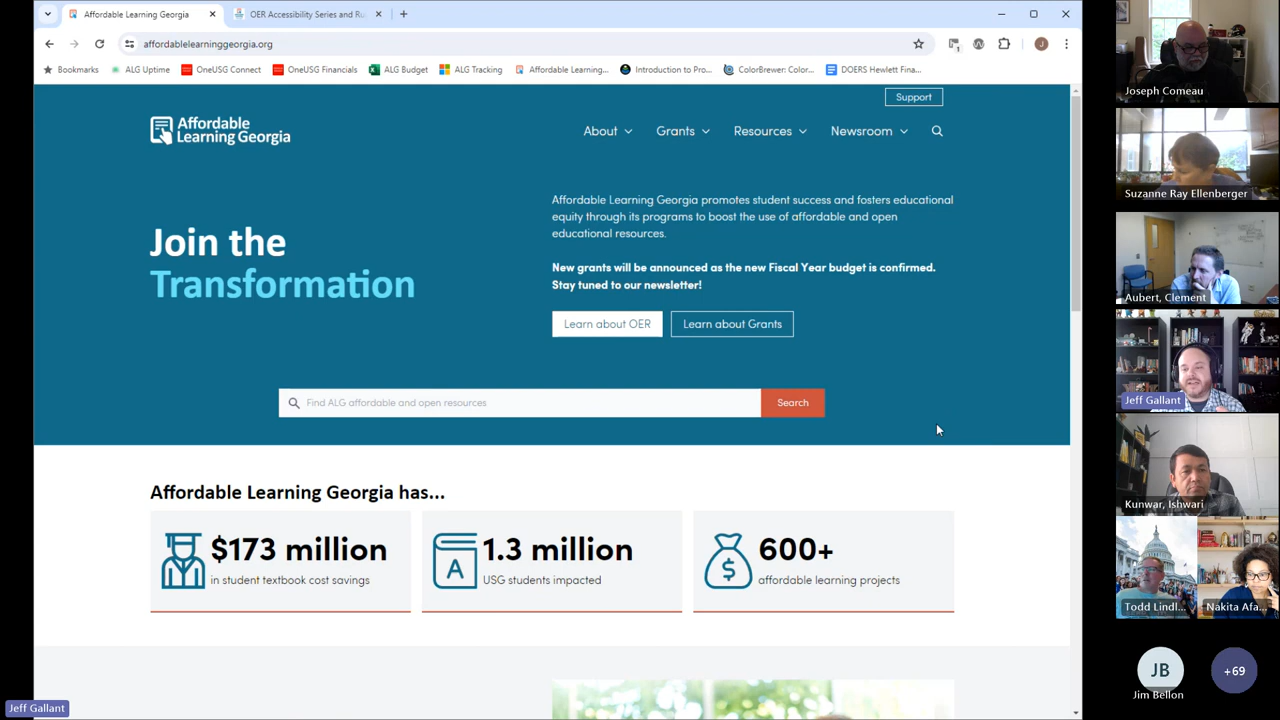 Affordable Learning Georgia
OER Accessibility Series and Ru
affordablelearninggeorgia.org
1
J
Bookmarks
ALG Uptime
OneUSG Connect
OneUSG Financials
ALG Budget
ALG Tracking
Affordable Learning...
Introduction to Pro...
ColorBrewer: Color...
DOERS Hewlett Fina...
Support
Affordable
Learning Georgia
About
Grants
Resources
Newsroom
Join the
Transformation
Affordable Learning Georgia promotes student success and fosters educational
equity through its programs to boost the use of affordable and open
educational resources.
New grants will be announced as the new Fiscal Year budget is confirmed.
Stay tuned to our newsletter!
Learn about OER
Learn about Grants
Find ALG affordable and open resources
Search
Affordable Learning Georgia has...
A
$173 million
in student textbook cost savings
1.3 million
USG students impacted
$
600+
affordable learning projects
Jeff Gallant
Joseph Comeau
Suzanne Ray Ellenberger
Aubert, Clement
Jeff Gallant
Kunwar, Ishwari
Todd Lindl...
Nakita Afa...
JB
Jim Bellon
+69